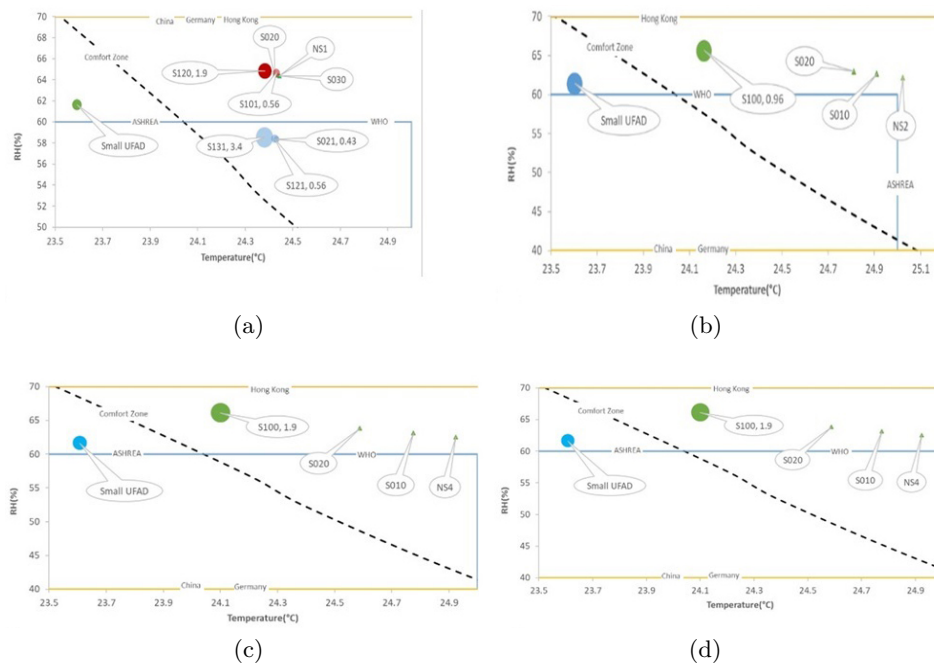 70
China Germany Hong Kong
68
S020
NS1
Comfort Zone
66
S120, 1.9
64
S030
S101, 0.56
62
60
ASHREA
WHO
Small UFAD
58
S131, 3.4
S021, 0.43
56
54
S121, 0.56
52
50
RH(%)
23.5 23.7 23.9 24.1 24.3 24.5 24.7 24.9
Temperature(°C)
(a)
70
Hong Kong
Comfort Zone
65
S020
60
WHO
S100, 0.96
S010
Small UFAD
NS2
55
50
ASHREA
45
China Germany
40
RH(%)
23.5 23.7 23.9 24.1 24.3 24.5 24.7 24.9 25.1
Temperature(°C)
(b)
70
Hong Kong
Comfort Zone
65
S100, 1.9
60
ASHREA
WHO
S020
S010
NS4
Small UFAD
55
50
45
40
China Germany
RH(%)
23.5 23.7 23.9 24.1 24.3 24.5 24.7 24.9
Temperature(°C)
(c)
70
Hong Kong
Comfort Zone
65
S100, 1.9
60
ASHREA
WHO
S020
S010
NS4
Small UFAD
55
50
45
40
China Germany
RH(%)
23.5 23.7 23.9 24.1 24.3 24.5 24.7 24.9
Temperature(°C)
(d)